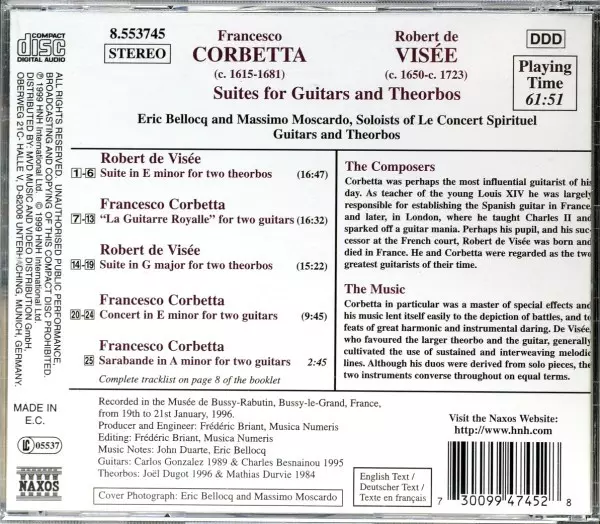 COMPACT
disc
DIGITAL AUDIO
8.553745
STEREO
Francesco
CORBETTA
(c. 1615-1681)
Robert de
VISÉE
(c. 1650-c. 1723)
Suites for Guitars and Theorbos
DDD
Playing
Time
61:51
Eric Bellocq and Massimo Moscardo, Soloists of Le Concert Spirituel
Guitars and Theorbos
Robert de Visée
1-6 Suite in E minor for two theorbos (16:47)
Francesco Corbetta
7-13 "La Guitarre Royalle" for two guitars (16:32)
Robert de Visée
14-19 Suite in G major for two theorbos (15:22)
Francesco Corbetta
20-24 Concert in E minor for two guitars (9:45)
Francesco Corbetta
25 Sarabande in A minor for two guitars 2:45
Complete tracklist on page 8 of the booklet
The Composers
Corbetta was perhaps the most influential guitarist of his
day. As teacher of the young Louis XIV he was largely
responsible for establishing the Spanish guitar in France
and later, in London, where he taught Charles II and
sparked off a guitar mania. Perhaps his pupil, and his suc-
cessor at the French court, Robert de Visée was born and
died in France. He and Corbetta were regarded as the two
greatest guitarists of their time.
The Music
Corbetta in particular was a master of special effects and
his music lent itself easily to the depiction of battles, and to
feats of great harmonic and instrumental daring. De Visée,
who favoured the larger theorbo and the guitar, generally
cultivated the use of sustained and interweaving melodic
lines. Although his duos were derived from solo pieces, the
two instruments converse throughout on equal terms.
Recorded in the Musée de Bussy-Rabutin, Bussy-le-Grand, France,
from 19th to 21st January, 1996.
Producer and Engineer: Frédéric Briant, Musica Numeris
Editing: Frédéric Briant, Musica Numeris
Music Notes: John Duarte, Eric Bellocq
Guitars: Carlos Gonzalez 1989 & Charles Besnainou 1995
Theorbos: Joël Dugot 1996 & Mathias Durvie 1984
Cover Photograph: Eric Bellocq and Massimo Moscardo
English Text /
Deutscher Text /
Texte en français
Visit the Naxos Website:
http://www.hnh.com
7 30099 47452 8
ALL RIGHTS RESERVED. UNAUTHORISED PUBLIC PERFORMANCE,
BROADCASTING AND COPYING OF THIS COMPACT DISC PROHIBITED.
℗ 1999 HNH International Ltd. © 1999 HNH International Ltd.
DISTRIBUTED BY: MVD MUSIC AND VIDEO DISTRIBUTION GmbH,
OBERWEG 21C- HALLE V, D-82008 UNTERHACHING, MUNICH, GERMANY.
MADE IN
E.C.
LC 05537
NAXOS